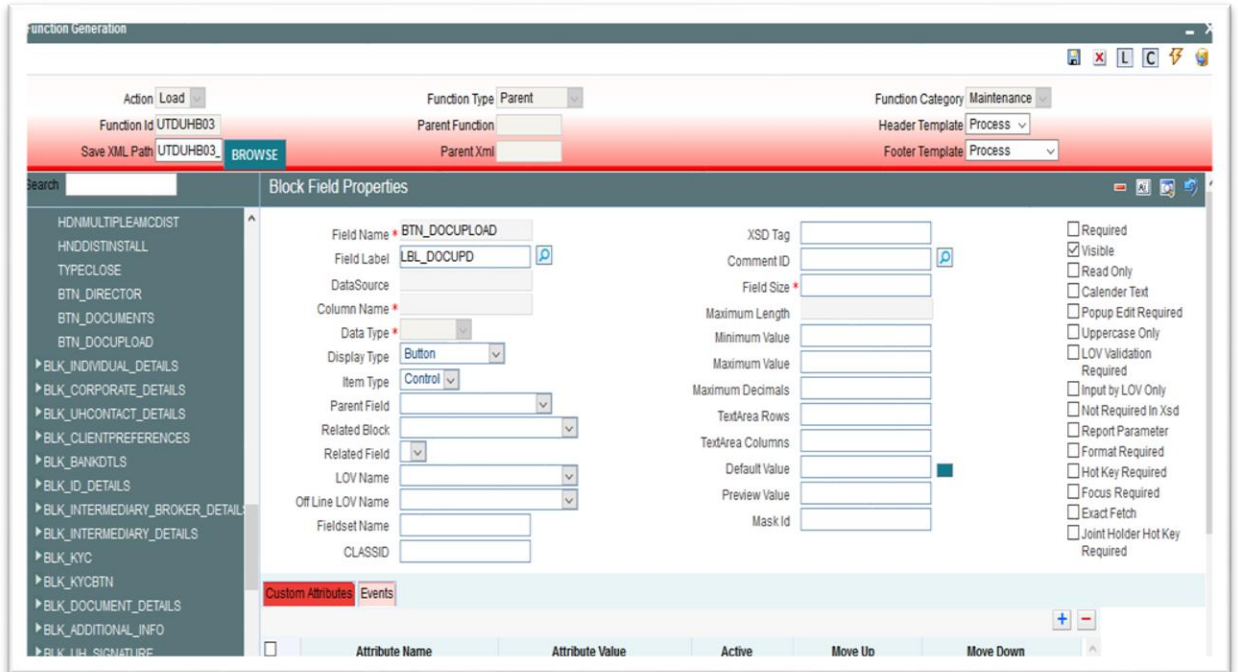 Function Generation
L C
Action Load
Function Type Parent
Function Category Maintenance
Function Id UTDUHB03
Parent Function
Header Template Process
Save XML Path UTDUHB03_
BROWSE
Parent Xml
Footer Template Process
Search
HDNMULTIPLEAMCDIST
HNDDISTINSTALL
TYPECLOSE
BTN_DIRECTOR
BTN_DOCUMENTS
BTN_DOCUPLOAD
BLK_INDIVIDUAL_DETAILS
BLK_CORPORATE_DETAILS
BLK_UHCONTACT_DETAILS
BLK_CLIENTPREFERENCES
BLK_BANKDTLS
BLK_ID_DETAILS
BLK_INTERMEDIARY_BROKER_DETAILS
BLK_INTERMEDIARY_DETAILS
BLK_KYC
BLK_KYCBTN
BLK_DOCUMENT_DETAILS
BLK_ADDITIONAL_INFO
BLK_UH_SIGNATURE
Block Field Properties
Field Name * BTN_DOCUPLOAD
Field Label LBL_DOCUPD
DataSource
Column Name *
Data Type *
Display Type Button
Item Type Control
Parent Field
Related Block
Related Field
LOV Name
Off Line LOV Name
Fieldset Name
CLASSID
XSD Tag
Comment ID
Field Size *
Maximum Length
Minimum Value
Maximum Value
Maximum Decimals
TextArea Rows
TextArea Columns
Default Value
Preview Value
Mask Id
Required
Visible
Read Only
Calender Text
Popup Edit Required
Uppercase Only
LOV Validation
Required
Input by LOV Only
Not Required In Xsd
Report Parameter
Format Required
Hot Key Required
Focus Required
Exact Fetch
Joint Holder Hot Key
Required
Custom Attributes Events
Attribute Name Attribute Value Active Move Up Move Down